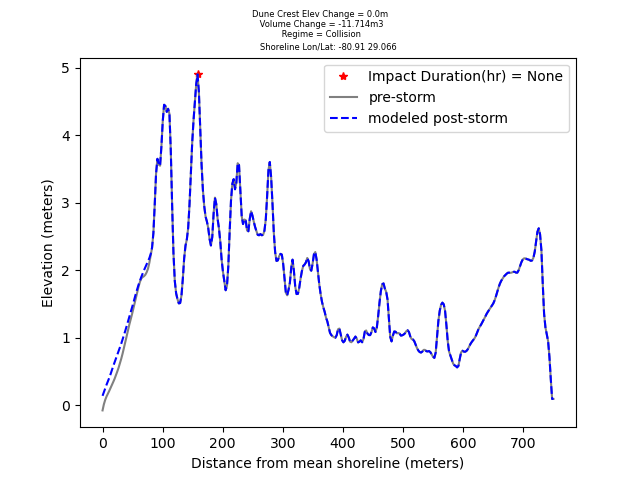 Dune Crest Elev Change = 0.0m
Volume Change = -11.714m3
Regime = Collision
Shoreline Lon/Lat: -80.91 29.066
Impact Duration(hr) = None
pre-storm
modeled post-storm
Elevation (meters)
5
4
3
2
1
0
0 100 200 300 400 500 600 700
Distance from mean shoreline (meters)